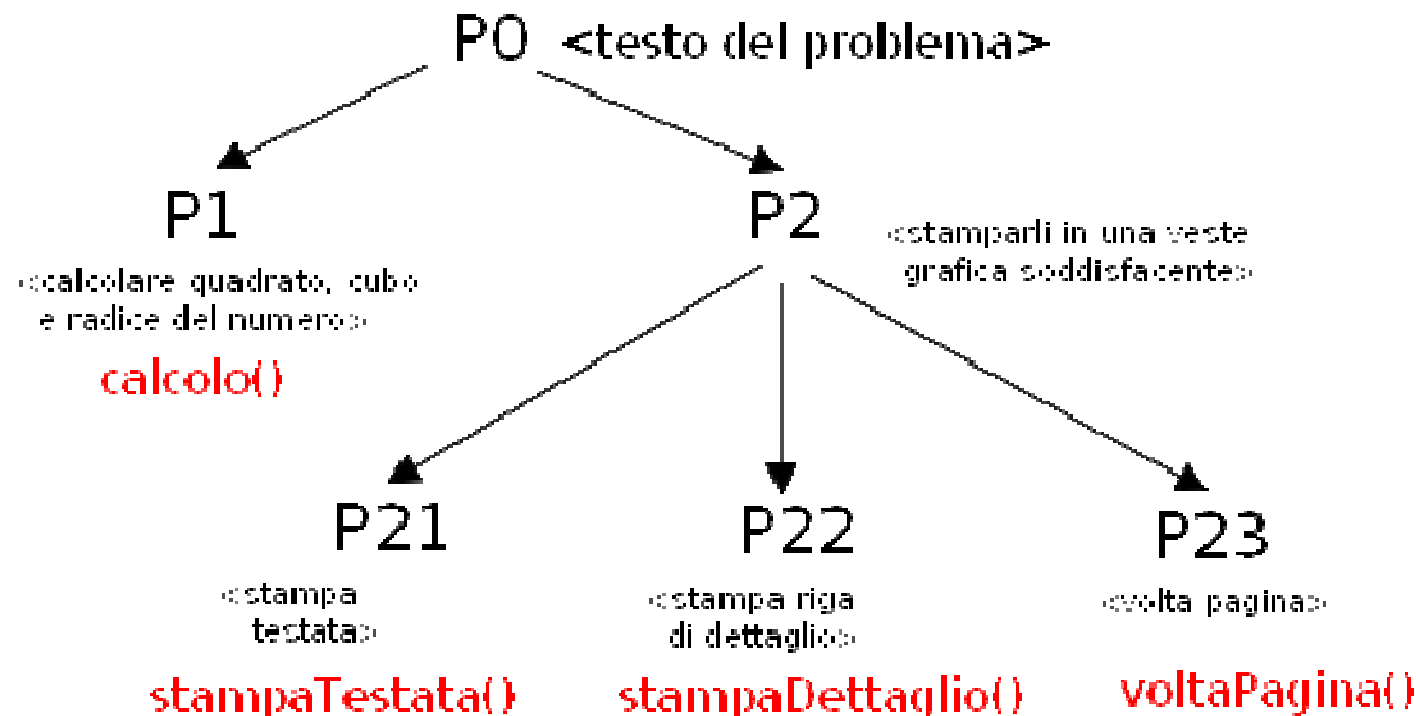 P0 <testo del problema>
P1
<calcolare quadrato, cubo
e radice del numero>
calcolo()
P2
<stamparli in una veste
grafica soddisfacente>
P21
<stampa
testata>
stampaTestata()
P22
<stampa riga
di dettaglio>
stampaDettaglio()
P23
<volta pagina>
voltaPagina()